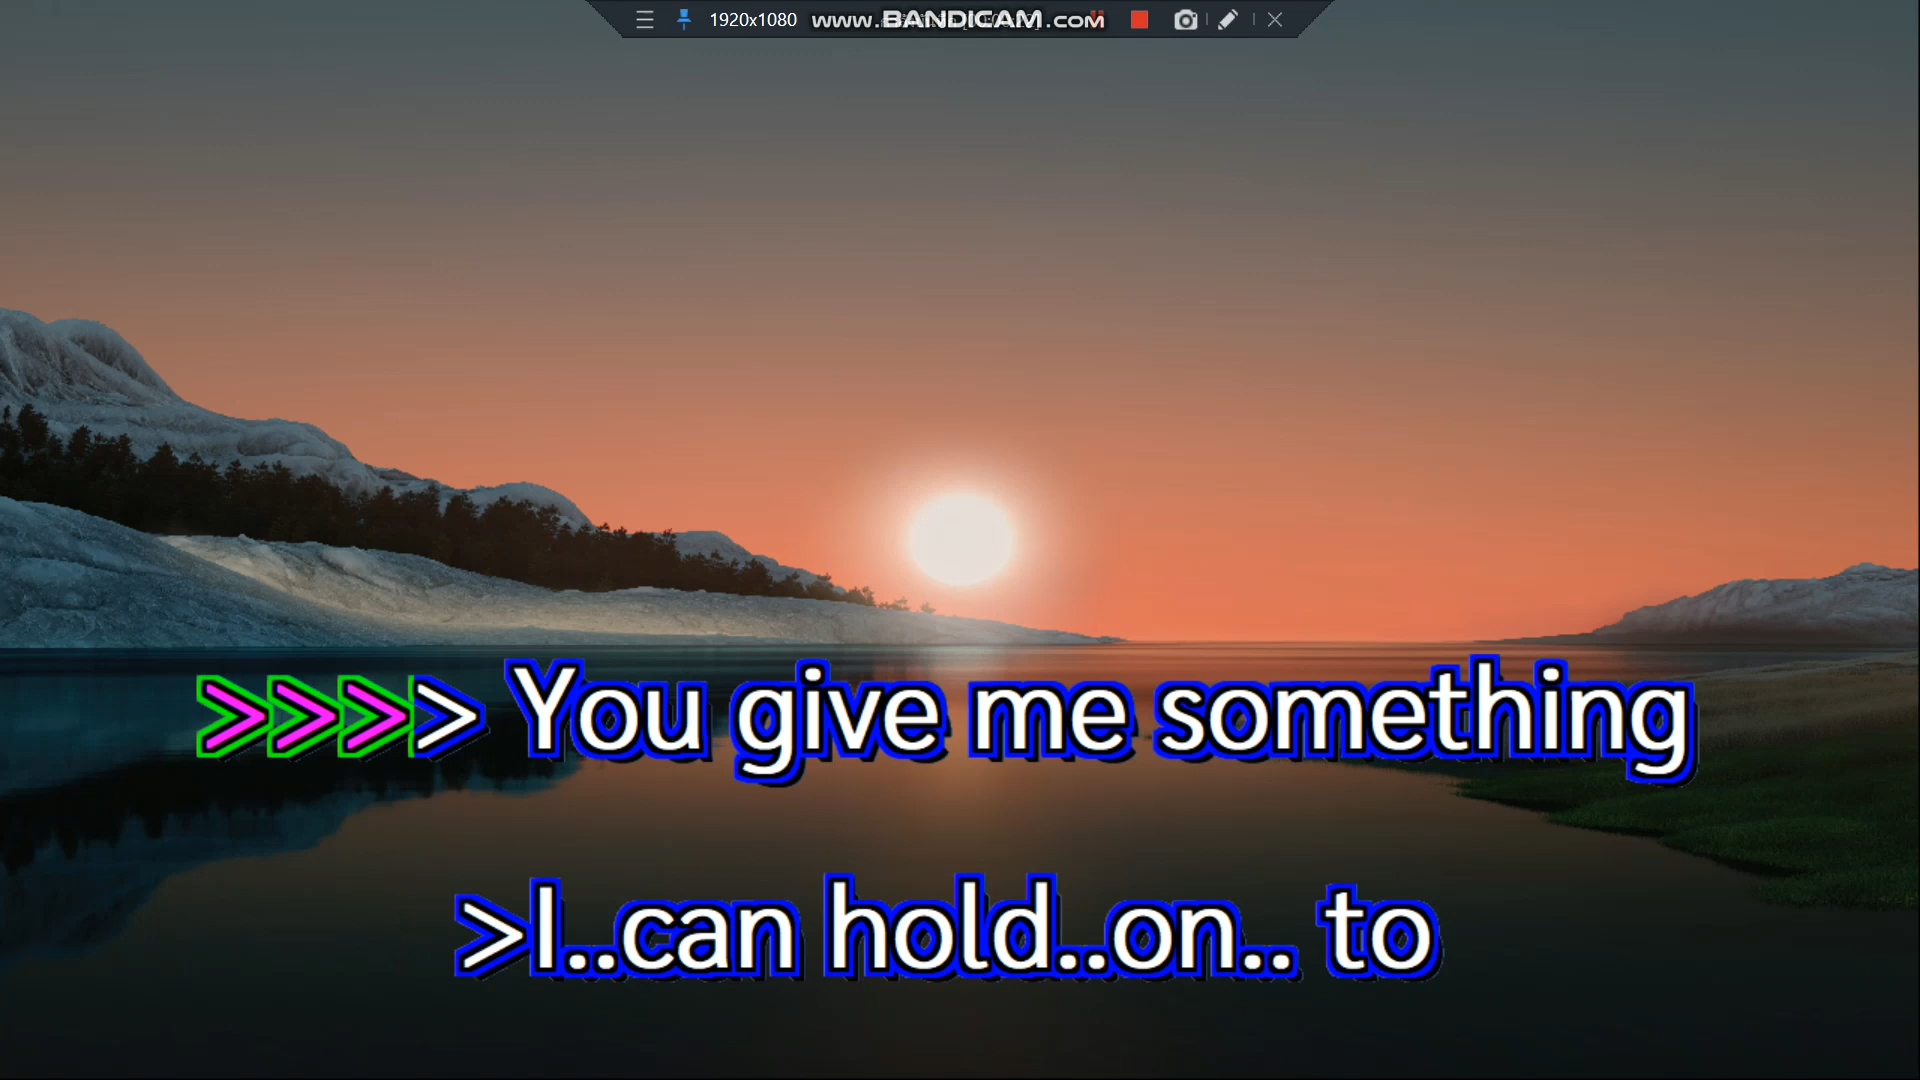 1920x1080 www.BANDICAM.COM
>>>> You give me something
>I..can hold..on.. to